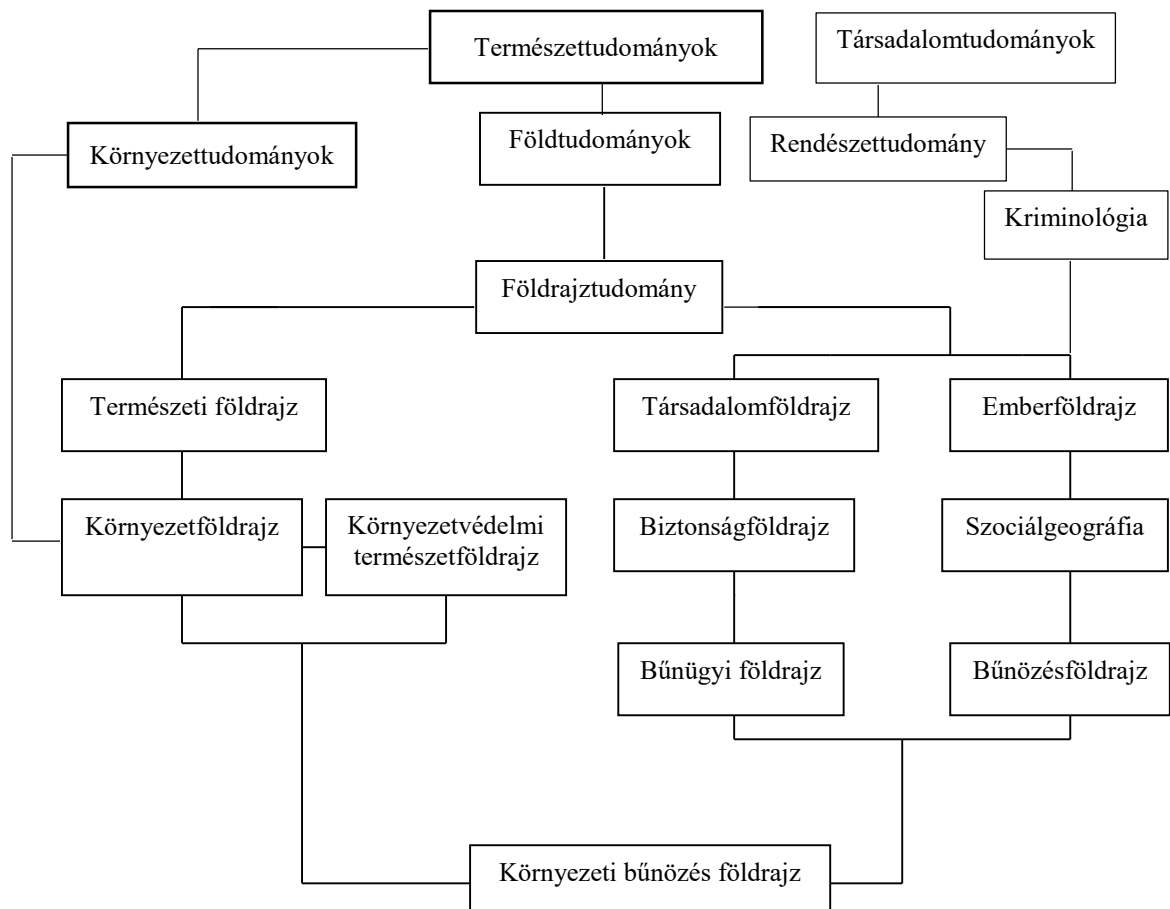 Természettudományok
Társadalomtudományok
Környezettudományok
Földtudományok
Rendészettudomány
Kriminológia
Földrajztudomány
Természeti földrajz
Társadalomföldrajz
Emberföldrajz
Környezetföldrajz
Környezetvédelmi
természetföldrajz
Biztonságföldrajz
Szociálgeográfia
Bűnügyi földrajz
Bűnözésföldrajz
Környezeti bűnözés földrajz